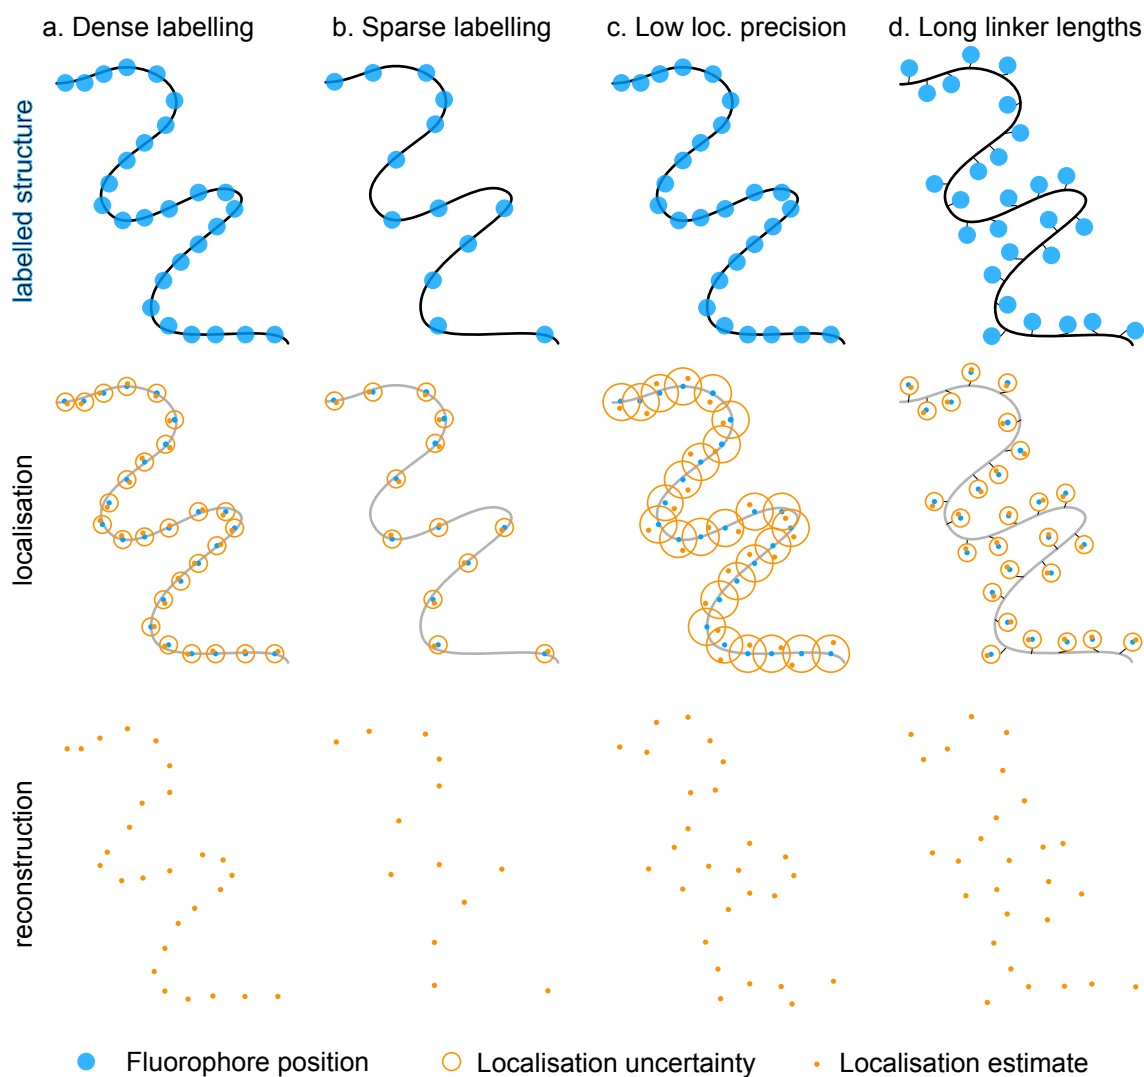 a. Dense labelling
b. Sparse labelling
c. Low loc. precision
d. Long linker lengths
labelled structure
localisation
reconstruction
Fluorophore position
Localisation uncertainty
Localisation estimate